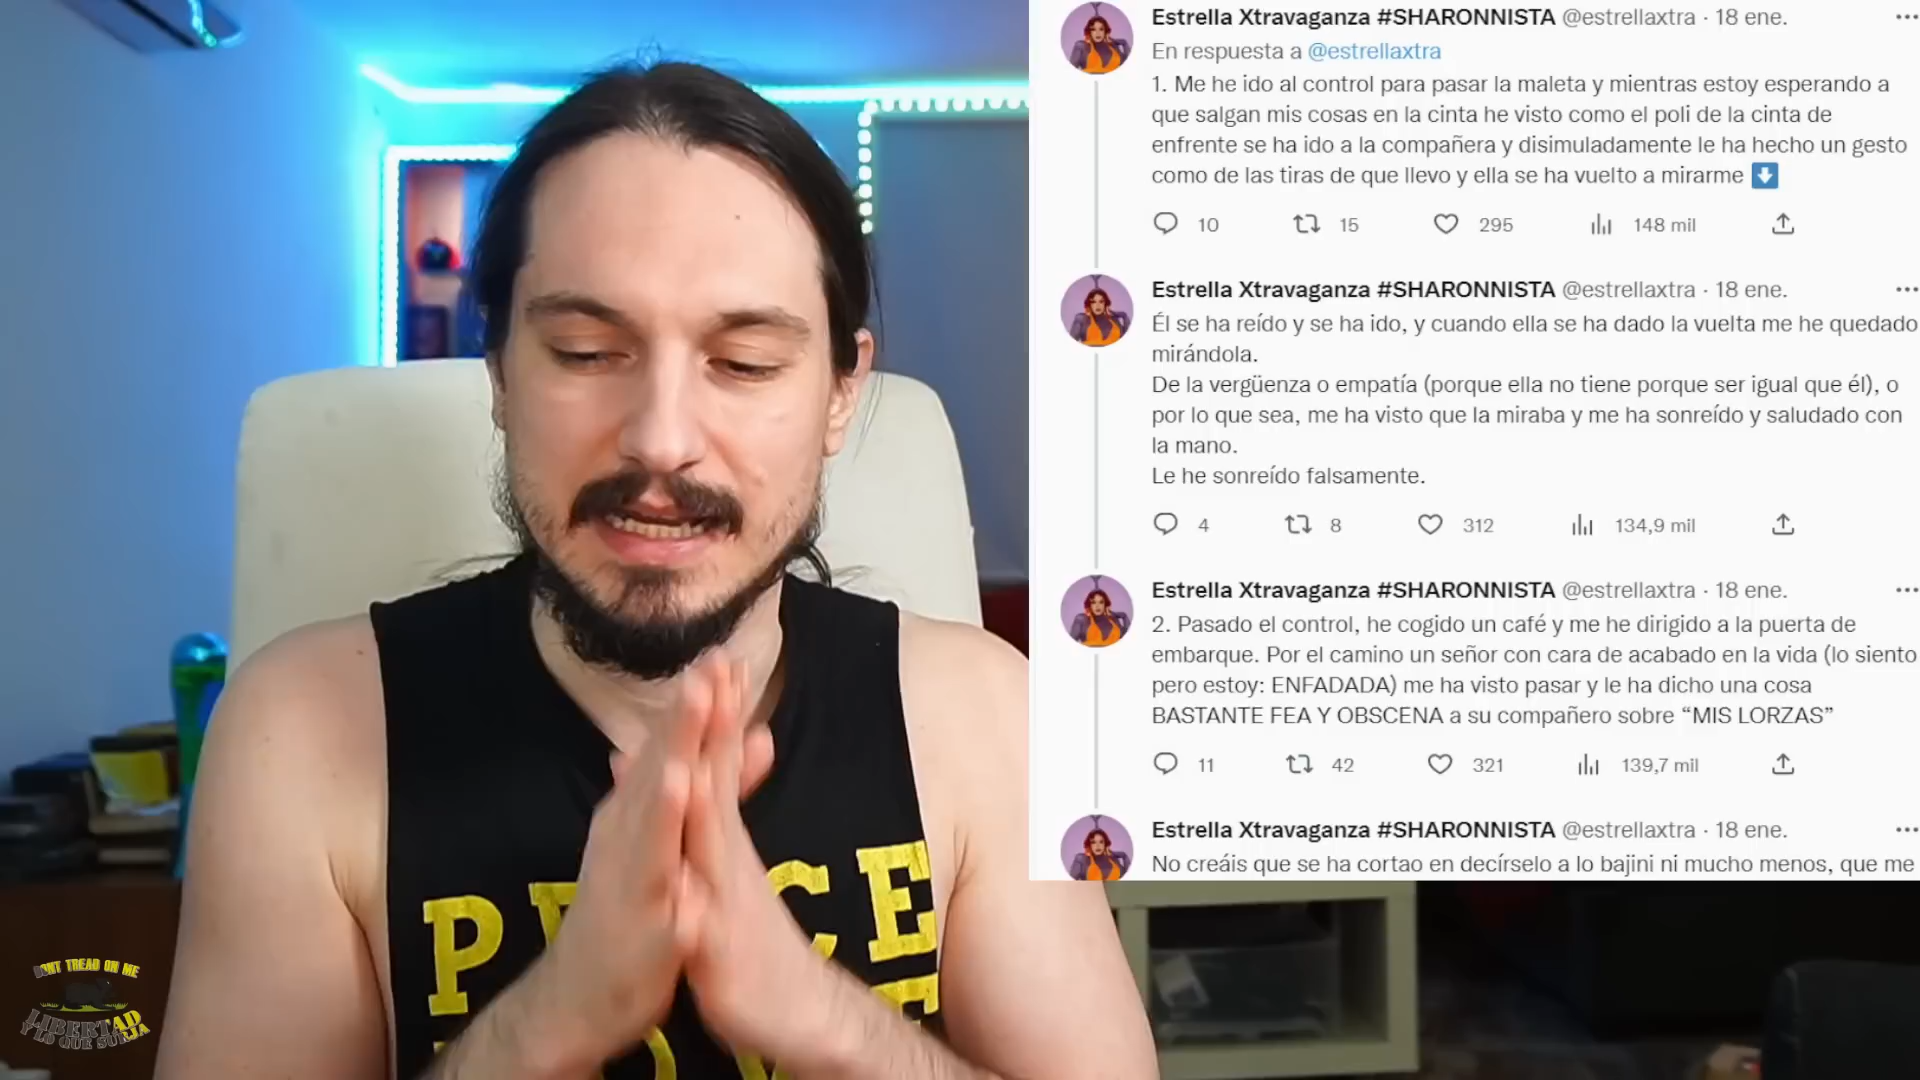 Estrella Xtravaganza #SHARONNISTA @estrellaxtra · 18 ene.
En respuesta a @estrellaxtra
1. Me he ido al control para pasar la maleta y mientras estoy esperando a
que salgan mis cosas en la cinta he visto como el poli de la cinta de
enfrente se ha ido a la compañera y disimuladamente le ha hecho un gesto
como de las tiras de que llevo y ella se ha vuelto a mirarme ⬇️
10 15 295 148 mil
Estrella Xtravaganza #SHARONNISTA @estrellaxtra · 18 ene.
Él se ha reído y se ha ido, y cuando ella se ha dado la vuelta me he quedado
mirándola.
De la vergüenza o empatía (porque ella no tiene porque ser igual que él), o
por lo que sea, me ha visto que la miraba y me ha sonreído y saludado con
la mano.
Le he sonreído falsamente.
4 8 312 134,9 mil
Estrella Xtravaganza #SHARONNISTA @estrellaxtra · 18 ene.
2. Pasado el control, he cogido un café y me he dirigido a la puerta de
embarque. Por el camino un señor con cara de acabado en la vida (lo siento
pero estoy: ENFADADA) me ha visto pasar y le ha dicho una cosa
BASTANTE FEA Y OBSCENA a su compañero sobre “MIS LORZAS”
11 42 321 139,7 mil
Estrella Xtravaganza #SHARONNISTA @estrellaxtra · 18 ene.
No creáis que se ha cortao en decírselo a lo bajini ni mucho menos, que me
DONT TREAD ON ME
LIBERTAD
Y LO QUE SURJA